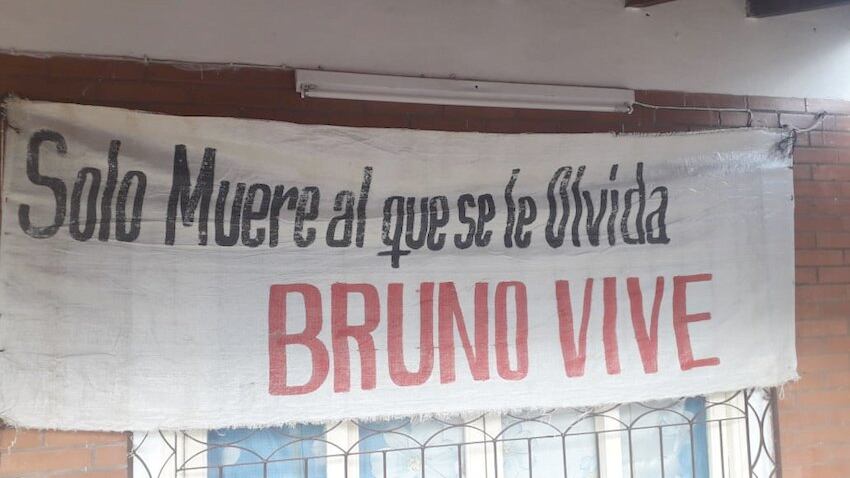 Solo Muere al que se le Olvida
BRUNO VIVE